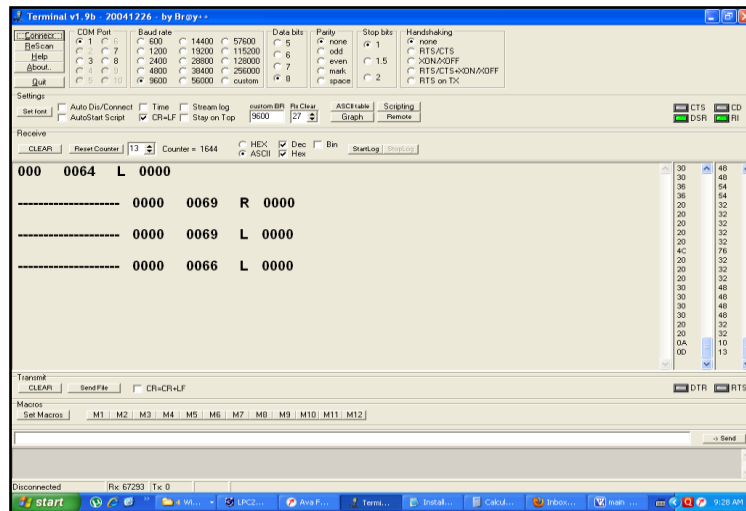 Terminal v1.9b - 20041226 - by Br@y++
Connect
ReScan
Help
About..
Quit
COM Port
1 6
2 7
3 8
4 9
5 10
Baud rate
600 14400 57600
1200 19200 115200
2400 28800 128000
4800 38400 256000
9600 56000 custom
Data bits
5
6
7
8
Parity
none
odd
even
mark
space
Stop bits
1
1.5
2
Handshaking
none
RTS/CTS
XON/XOFF
RTS/CTS+XON/XOFF
RTS on TX
Settings
Set font
Auto Dis/Connect Time Stream log
AutoStart Script CR=LF Stay on Top
custom BR Rx Clear
9600 27
ASCII table Scripting
Graph Remote
CTS CD
DSR RI
Receive
CLEAR Reset Counter 13 Counter = 1644
HEX Dec Bin
ASCII Hex
StartLog StopLog
000 0064 L 0000
-------------------- 0000 0069 R 0000
-------------------- 0000 0069 L 0000
-------------------- 0000 0066 L 0000
30 48
30 48
36 54
36 54
20 32
20 32
20 32
20 32
20 32
4C 76
20 32
20 32
20 32
30 48
30 48
30 48
30 48
20 32
20 32
0A 10
0D 13
Transmit
CLEAR Send File CR=CR+LF
DTR RTS
Macros
Set Macros M1 M2 M3 M4 M5 M6 M7 M8 M9 M10 M11 M12
-> Send
Disconnected Rx: 67293 Tx: 0
start
4 Wi...
LPC2...
Ava F...
Termi...
Install...
Calcul...
Inbox...
main ...
9:26 AM